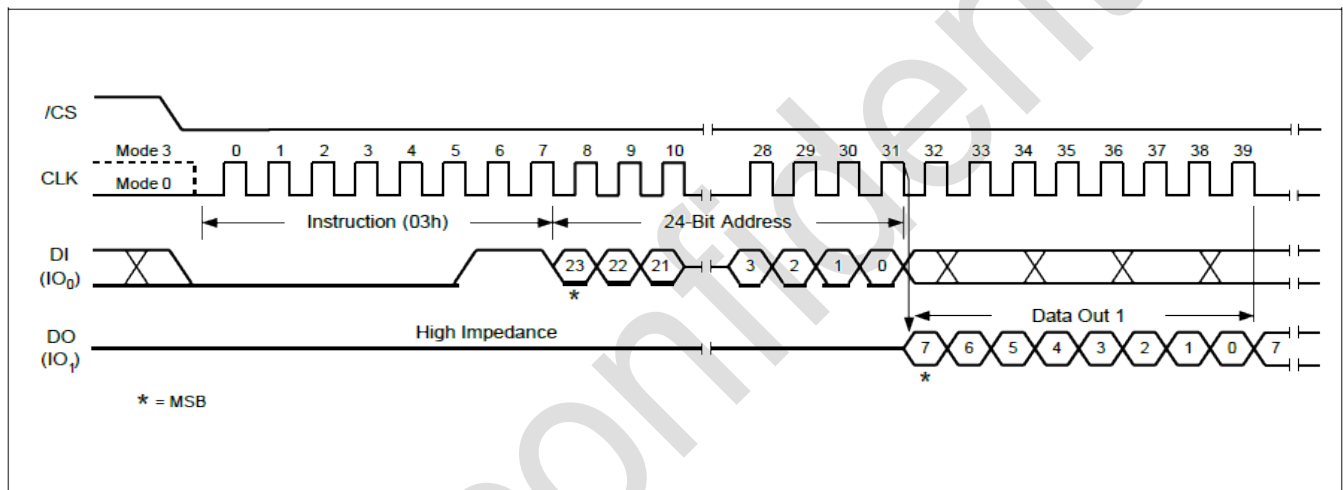 /CS
Mode 3
CLK
Mode 0
0 1 2 3 4 5 6 7 8 9 10 28 29 30 31 32 33 34 35 36 37 38 39
Instruction (03h) 24-Bit Address
DI
(IO0)
23 22 21 3 2 1 0
*
Data Out 1
High Impedance
DO
(IO1)
7 6 5 4 3 2 1 0 7
*
* = MSB